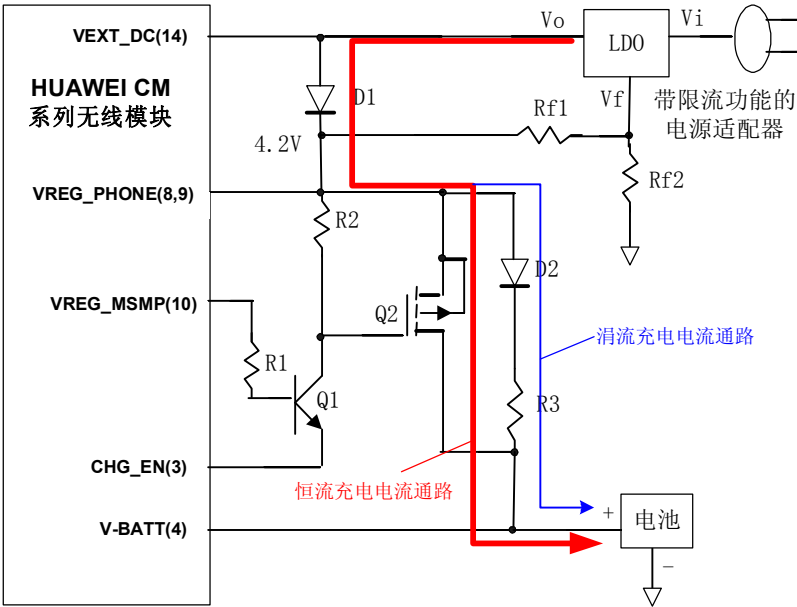 VEXT_DC(14)
Vo
LDO
Vi
HUAWEI CM
系列无线模块
D1
Vf
带限流功能的
电源适配器
Rf1
4.2V
Rf2
VREG_PHONE(8,9)
R2
D2
VREG_MSMP(10)
Q2
涓流充电电流通路
R1
Q1
R3
CHG_EN(3)
恒流充电电流通路
V-BATT(4)
+
电池
−